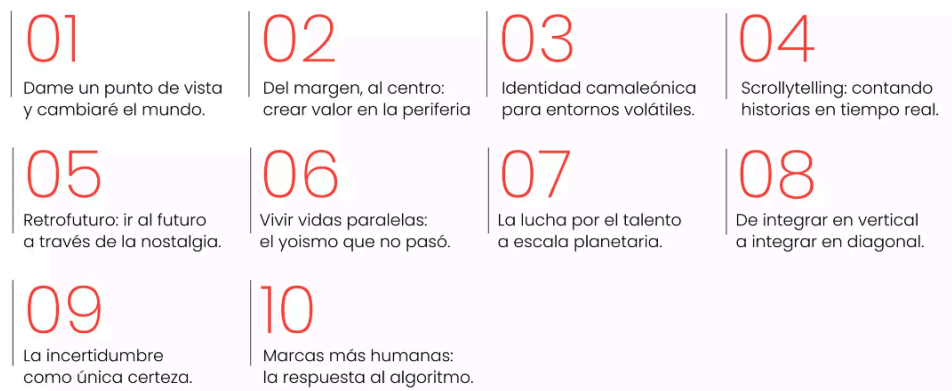 01
Dame un punto de vista
y cambiaré el mundo.
02
Del margen, al centro:
crear valor en la periferia
03
Identidad camaleónica
para entornos volátiles.
04
Scrollytelling: contando
historias en tiempo real.
05
Retrofuturo: ir al futuro
a través de la nostalgia.
06
Vivir vidas paralelas:
el yoismo que no pasó.
07
La lucha por el talento
a escala planetaria.
08
De integrar en vertical
a integrar en diagonal.
09
La incertidumbre
como única certeza.
10
Marcas más humanas:
la respuesta al algoritmo.